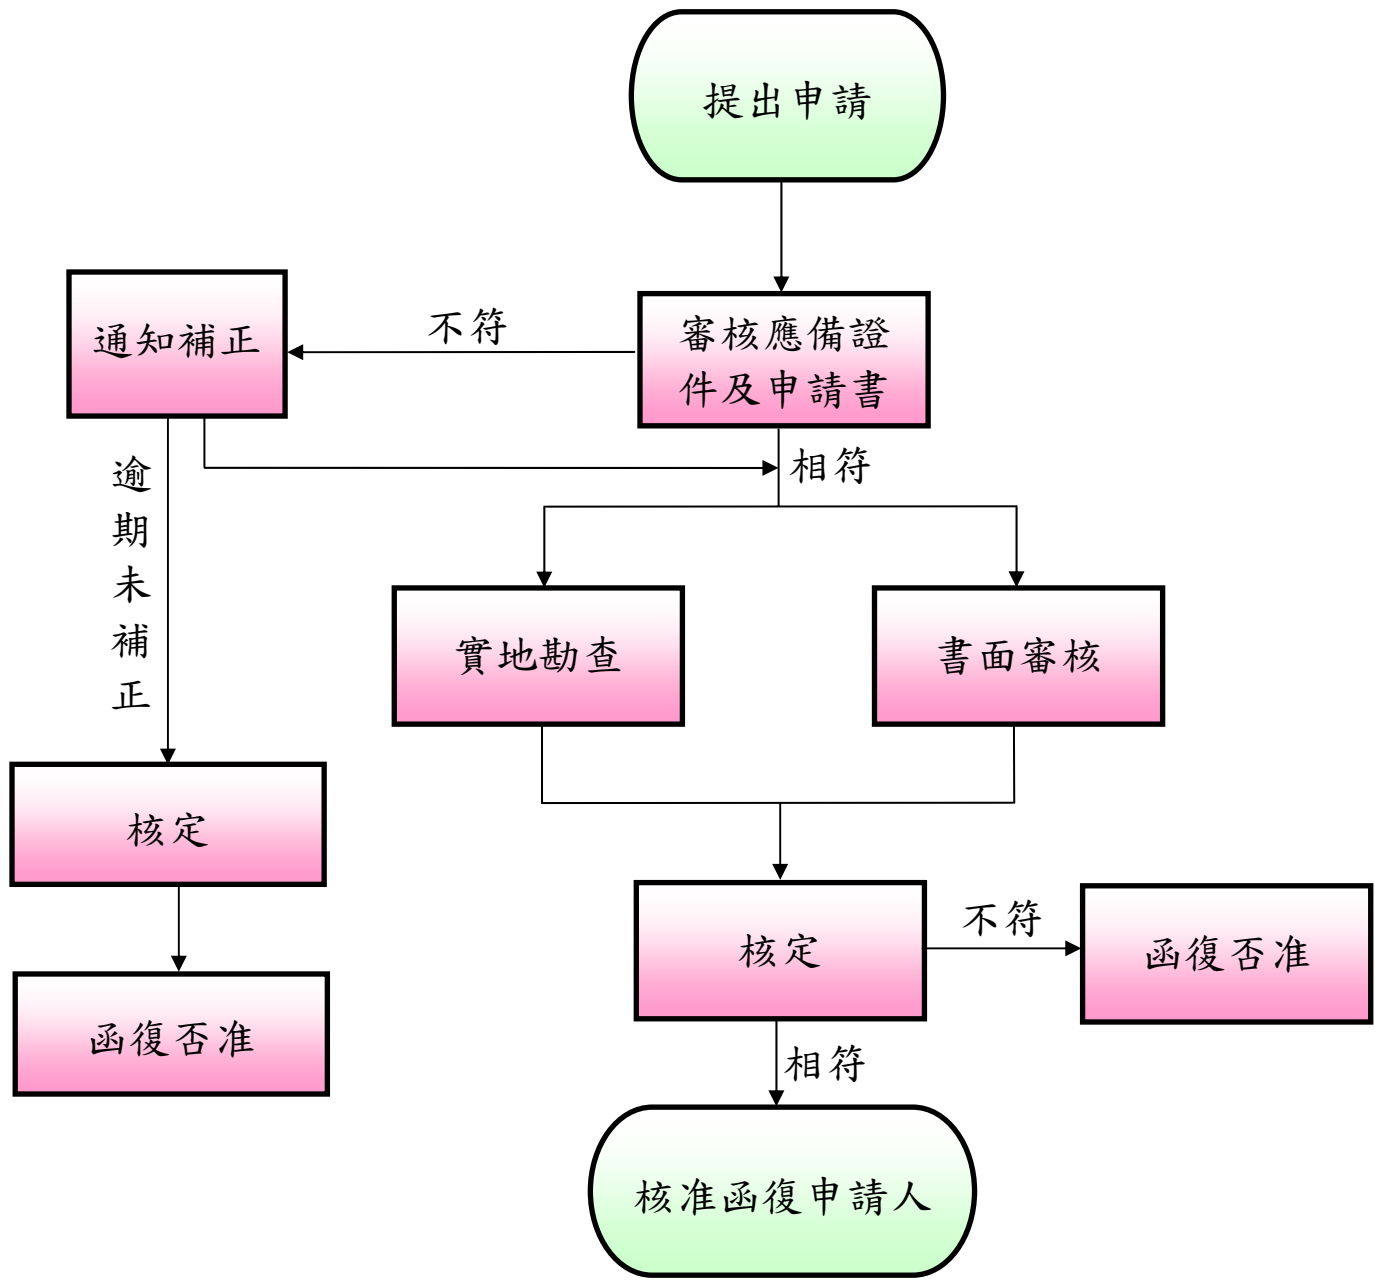 提出申請
不符
通知補正
審核應備證
件及申請書
相符
逾
期
未
補
正
實地勘查
書面審核
核定
核定
不符
函復否准
函復否准
相符
核准函復申請人